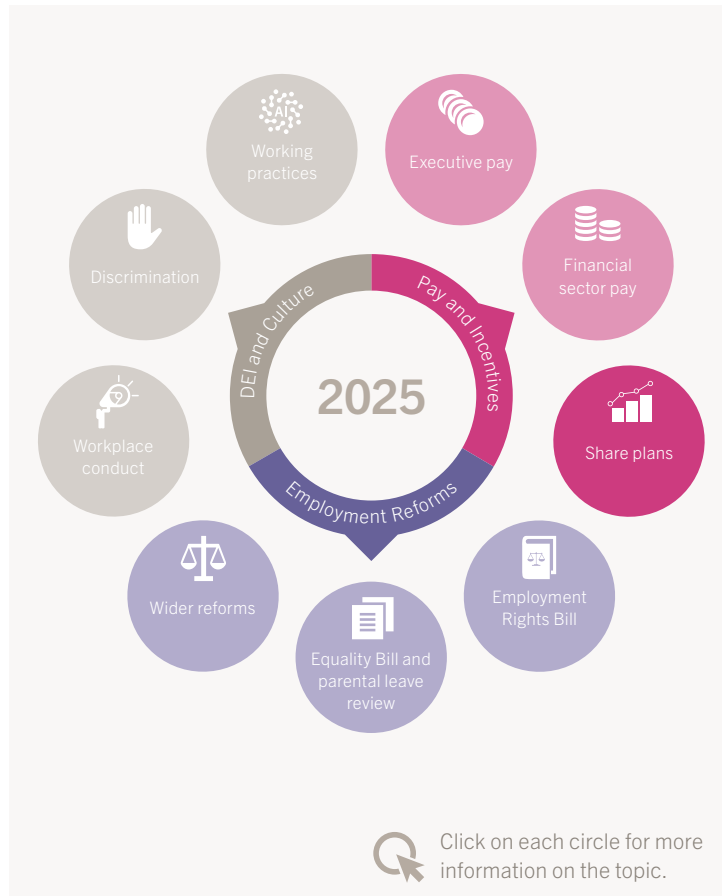 AI
Working
practices
Executive pay
Discrimination
Financial
sector pay
DEI and Culture
Pay and Incentives
2025
Workplace
conduct
Share plans
Employment Reforms
Wider reforms
Employment
Rights Bill
Equality Bill and
parental leave
review
Click on each circle for more
information on the topic.